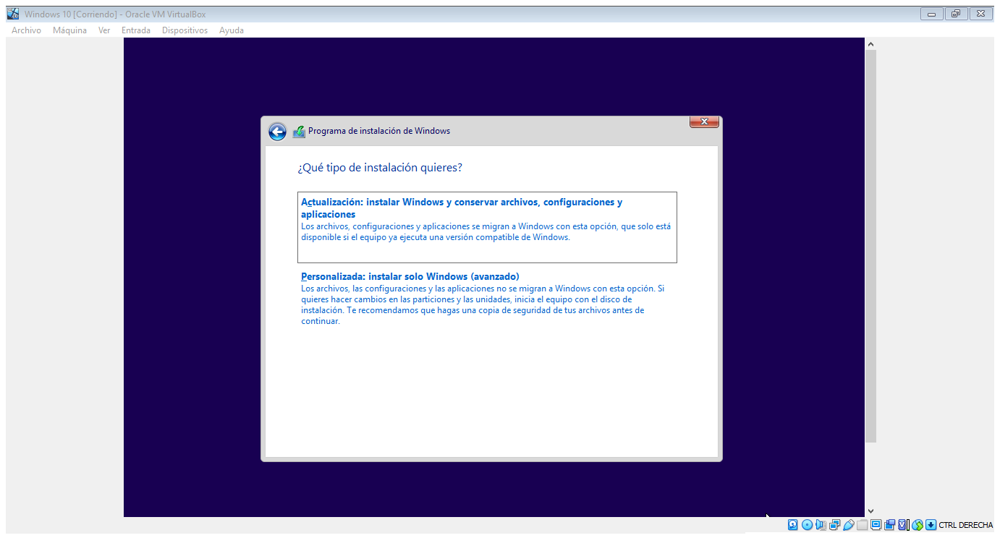 Windows 10 [Corriendo] - Oracle VM VirtualBox
Archivo Máquina Ver Entrada Dispositivos Ayuda
Programa de instalación de Windows
¿Qué tipo de instalación quieres?
Actualización: instalar Windows y conservar archivos, configuraciones y
aplicaciones
Los archivos, configuraciones y aplicaciones se migran a Windows con esta opción, que solo está
disponible si el equipo ya ejecuta una versión compatible de Windows.
Personalizada: instalar solo Windows (avanzado)
Los archivos, las configuraciones y las aplicaciones no se migran a Windows con esta opción. Si
quieres hacer cambios en las particiones y las unidades, inicia el equipo con el disco de
instalación. Te recomendamos que hagas una copia de seguridad de tus archivos antes de
continuar.
CTRL DERECHA